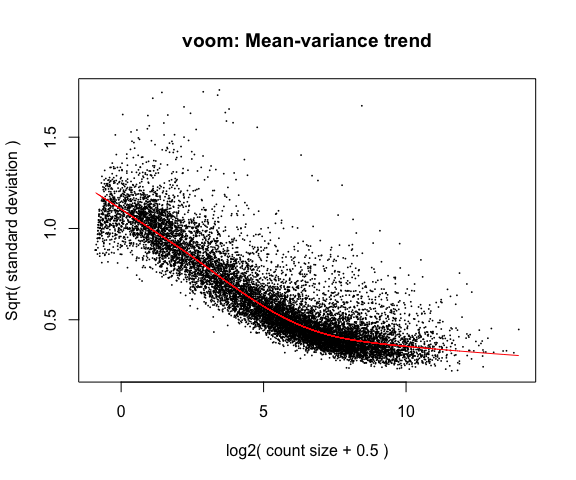 voom: Mean-variance trend
Sqrt( standard deviation )
1.5
1.0
0.5
0 5 10
log2( count size + 0.5 )